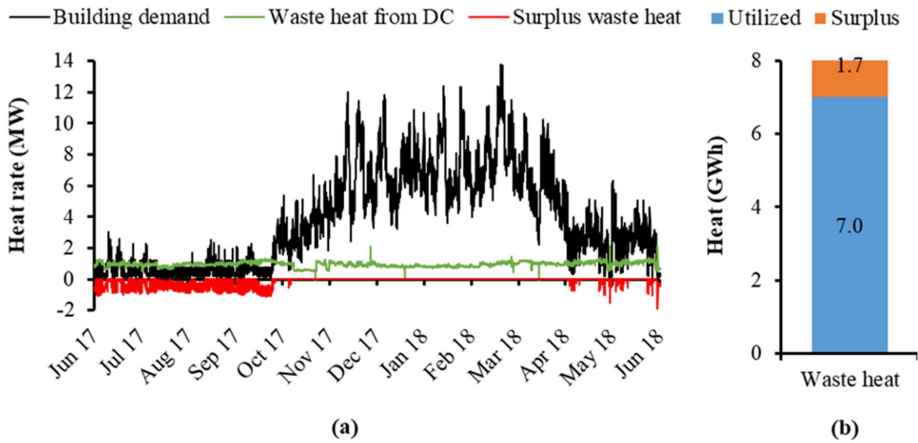 Building demand Waste heat from DC Surplus waste heat Utilized Surplus
Heat rate (MW)
14
12
10
8
6
4
2
0
-2
Jun 17 Jul 17 Aug 17 Sep 17 Oct 17 Nov 17 Dec 17 Jan 18 Feb 18 Mar 18 Apr 18 May 18 Jun 18
(a)
Heat (GWh)
8
6
4
2
0
1.7
7.0
Waste heat
(b)